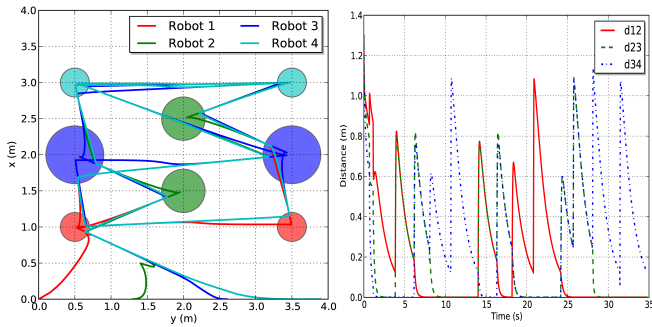 4.0
3.5
3.0
2.5
2.0
1.5
1.0
0.5
0.0
x (m)
0.0 0.5 1.0 1.5 2.0 2.5 3.0 3.5 4.0
y (m)
Robot 1 Robot 3
Robot 2 Robot 4
1.4
1.2
1.0
0.8
0.6
0.4
0.2
0.0
Distance (m)
0 5 10 15 20 25 30 35
Time (s)
d12
d23
d34